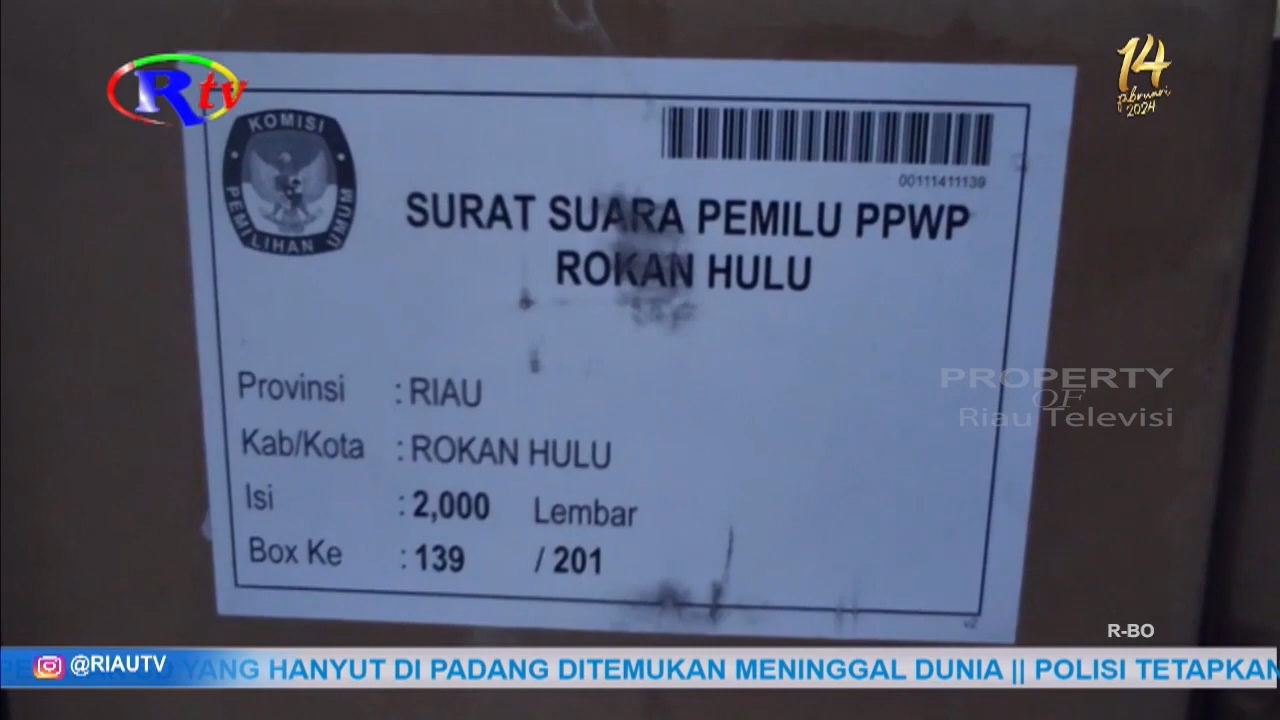 Rtv
14
Februari
2024
KOMISI
PEMILIHAN UMUM
00111411139
SURAT SUARA PEMILU PPWP
ROKAN HULU
Provinsi : RIAU
Kab/Kota : ROKAN HULU
Isi : 2,000 Lembar
Box Ke : 139 / 201
PROPERTY
OF
Riau Televisi
R-BO
@RIAUTV
YANG HANYUT DI PADANG DITEMUKAN MENINGGAL DUNIA || POLISI TETAPKAN